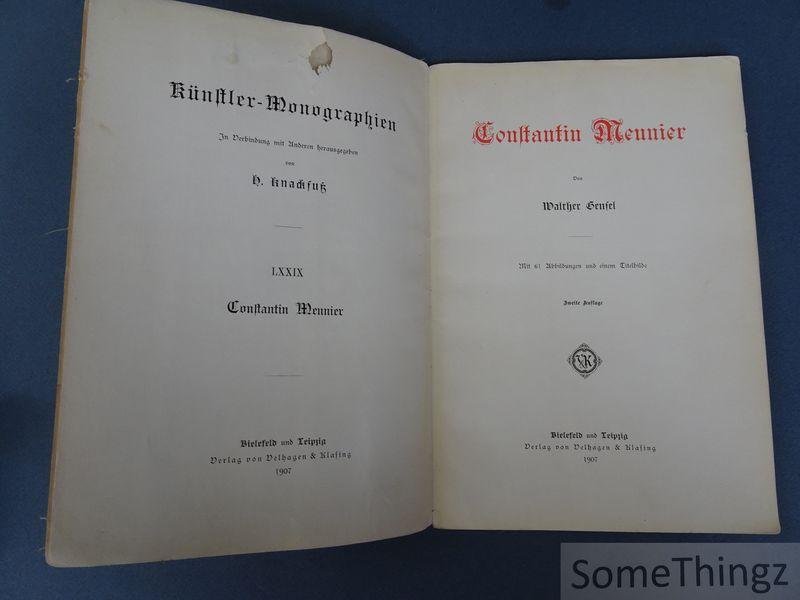 Künstler-Monographien
In Verbindung mit Anderen herausgegeben
von
H. Knackfuß
LXXIX
Constantin Meunier
Bielefeld und Leipzig
Verlag von Velhagen & Klasing
1907
Constantin Meunier
Von
Walther Gensel
Mit 61 Abbildungen und einem Titelbilde
Zweite Auflage
VK
Bielefeld und Leipzig
Verlag von Velhagen & Klasing
1907
SomeThingz